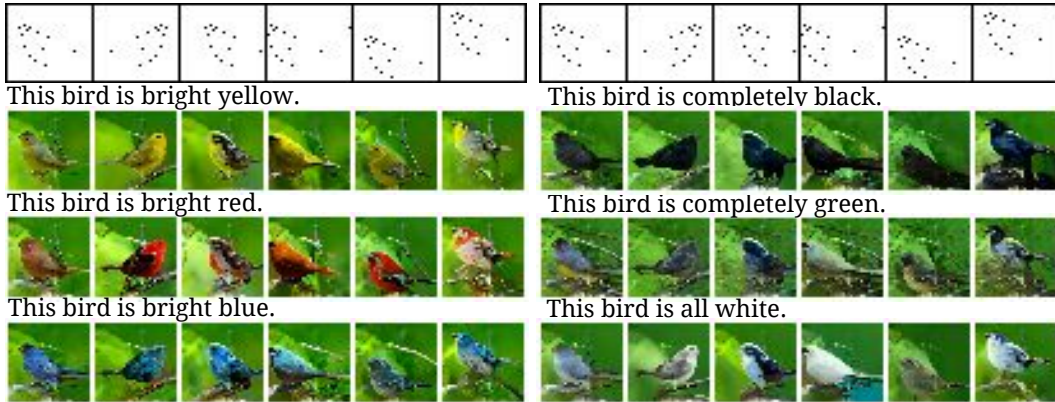 This bird is bright yellow.
This bird is bright red.
This bird is bright blue.
This bird is completely black.
This bird is completely green.
This bird is all white.